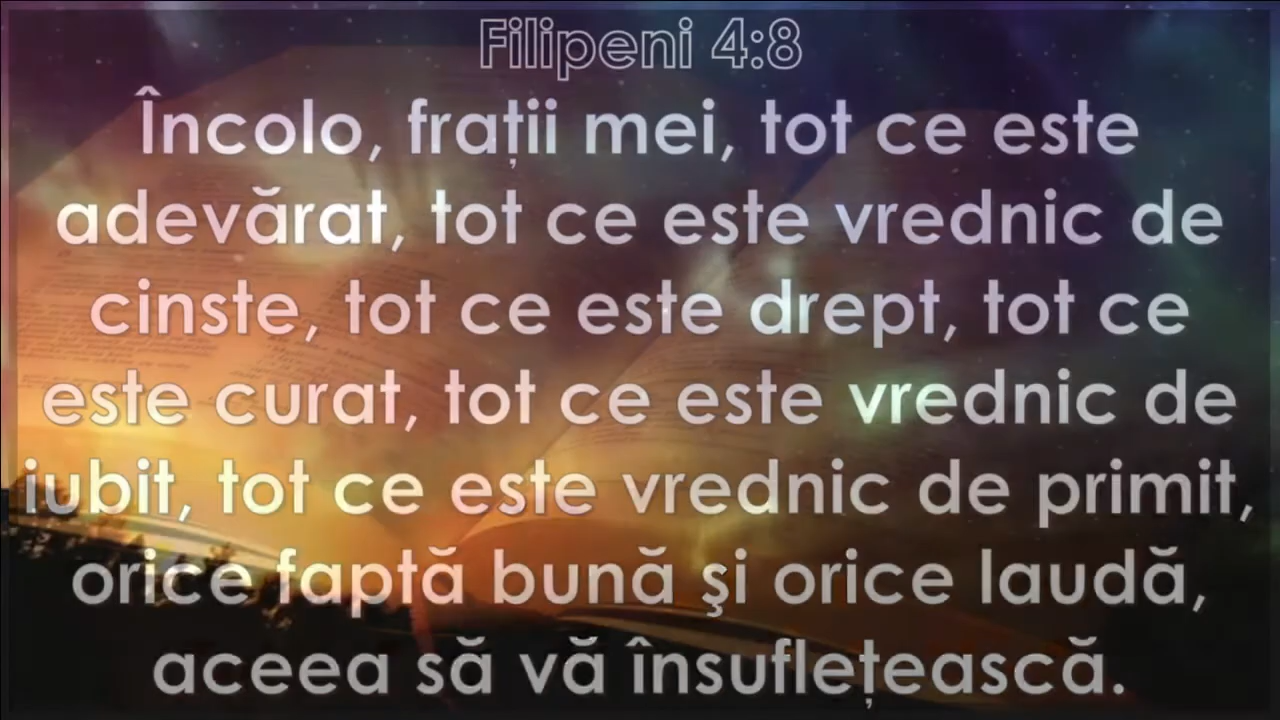 Filipeni 4:8
Încolo, frații mei, tot ce este
adevărat, tot ce este vrednic de
cinste, tot ce este drept, tot ce
este curat, tot ce este vrednic de
iubit, tot ce este vrednic de primit,
orice faptă bună şi orice laudă,
aceea să vă însuflețească.